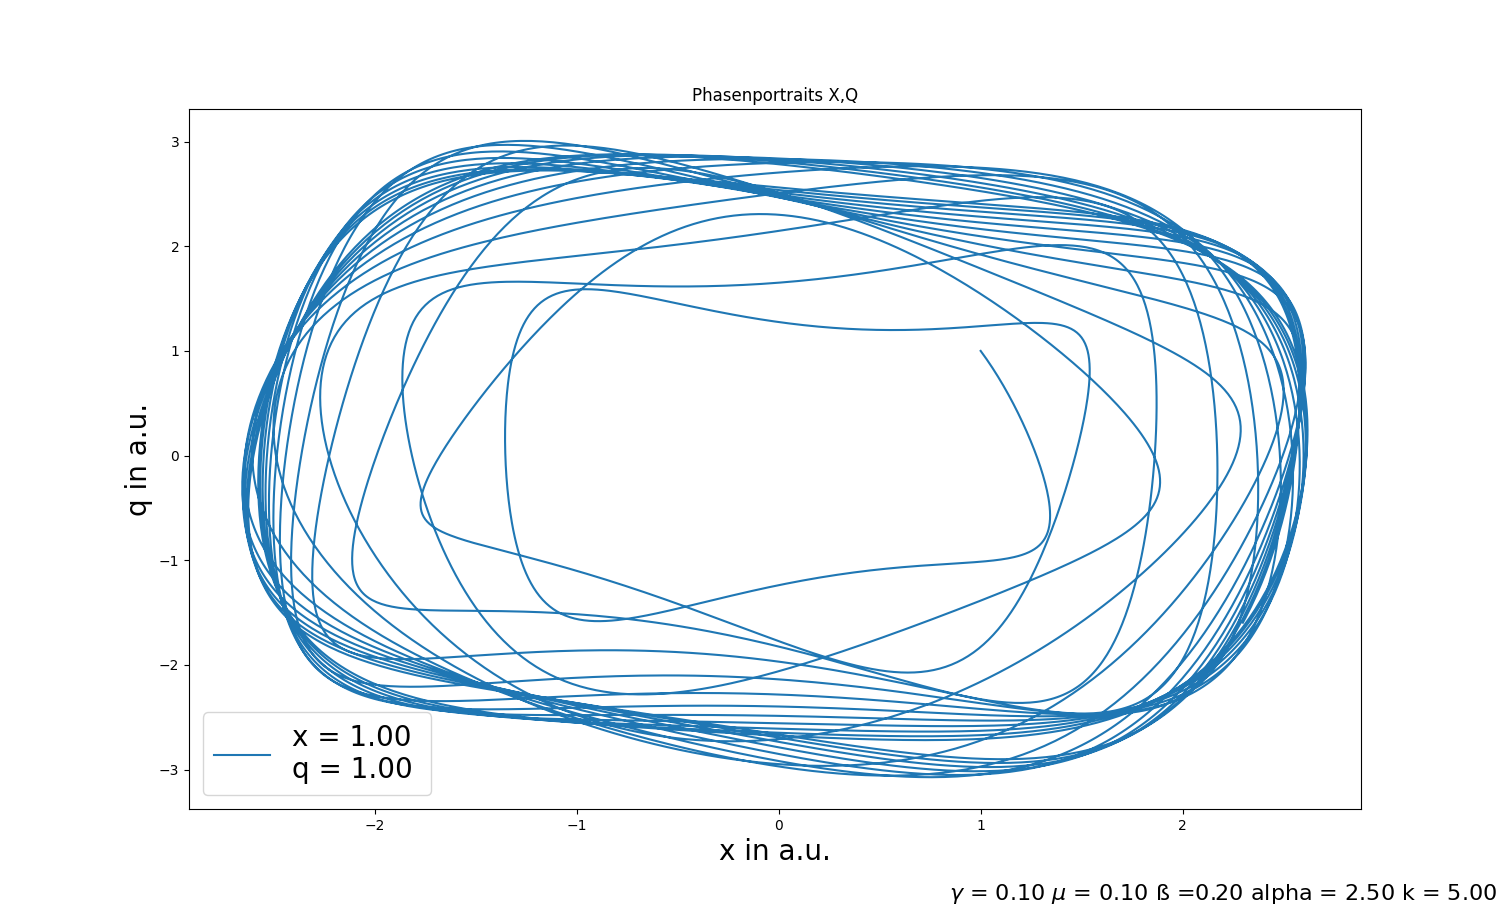 Phasenportraits X,Q
3
2
1
0
−1
−2
−3
q in a.u.
x = 1.00
q = 1.00
−2
−1
0
1
2
x in a.u.
γ = 0.10 μ = 0.10 ß =0.20 alpha = 2.50 k = 5.00